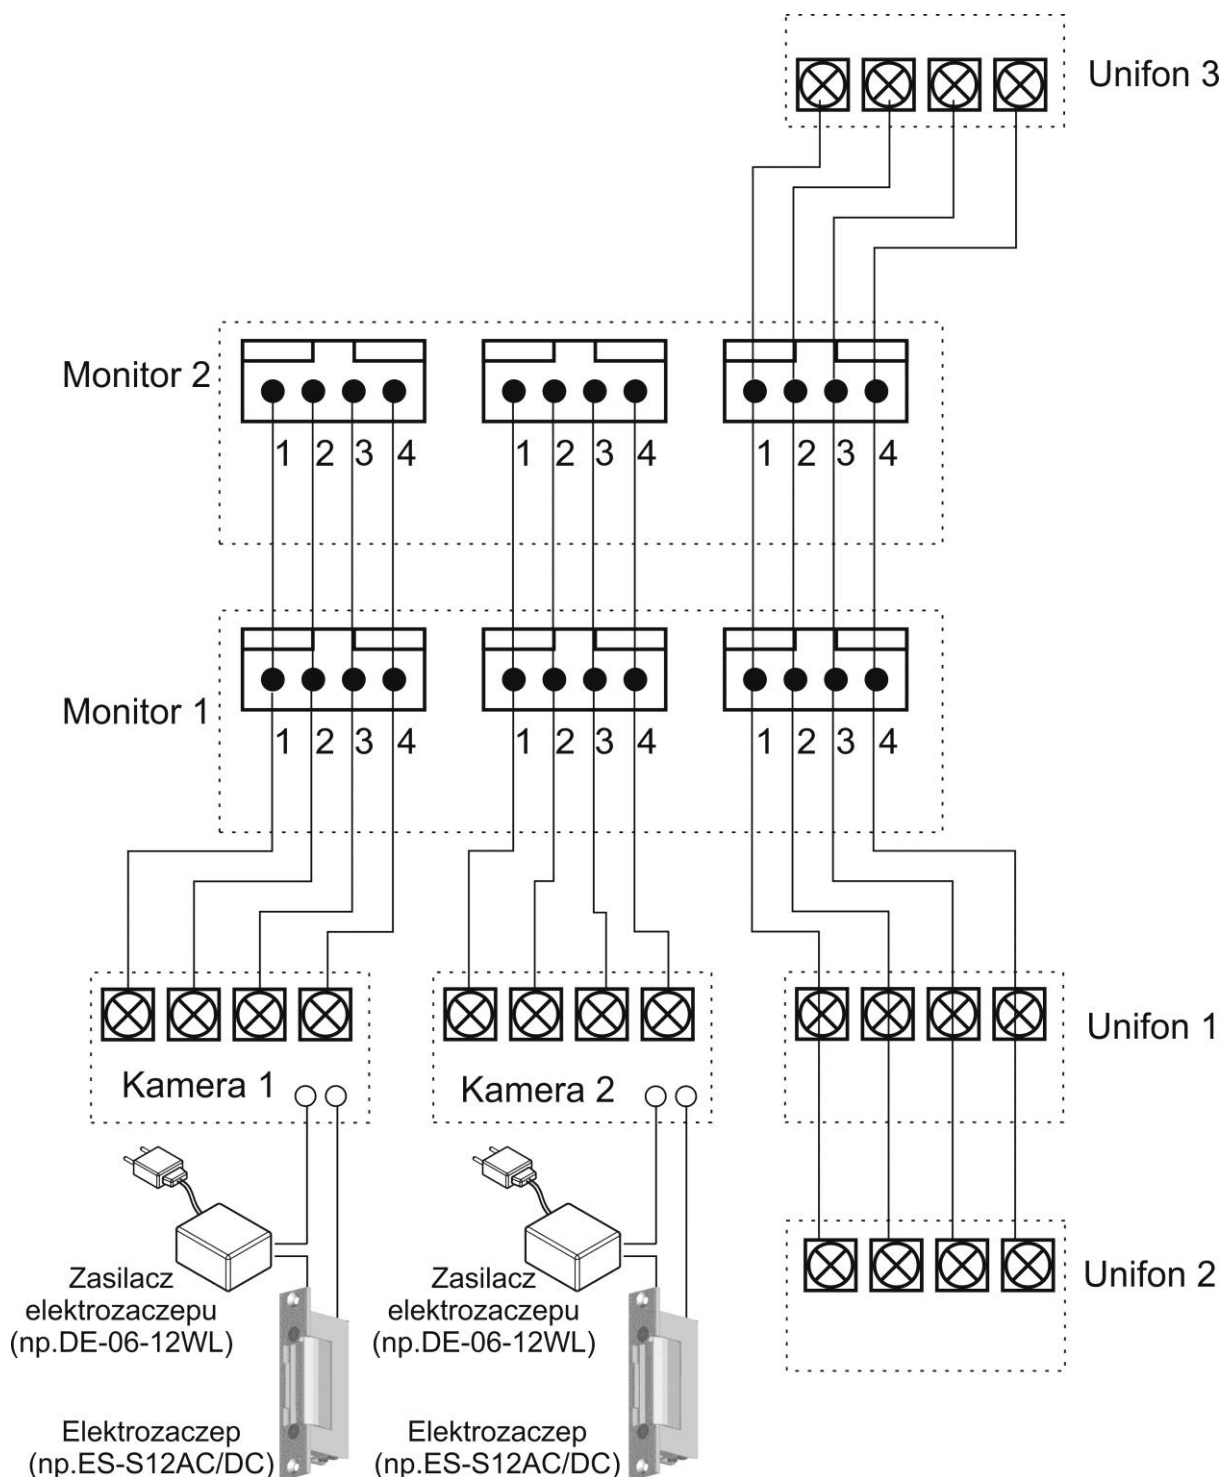 Unifon 3
Monitor 2
1 2 3 4 1 2 3 4 1 2 3 4
Monitor 1
1 2 3 4 1 2 3 4 1 2 3 4
Unifon 1
Kamera 1
Kamera 2
Zasilacz
elektrozaczepu
(np.DE-06-12WL)
Zasilacz
elektrozaczepu
(np.DE-06-12WL)
Unifon 2
Elektrozaczep
(np.ES-S12AC/DC)
Elektrozaczep
(np.ES-S12AC/DC)